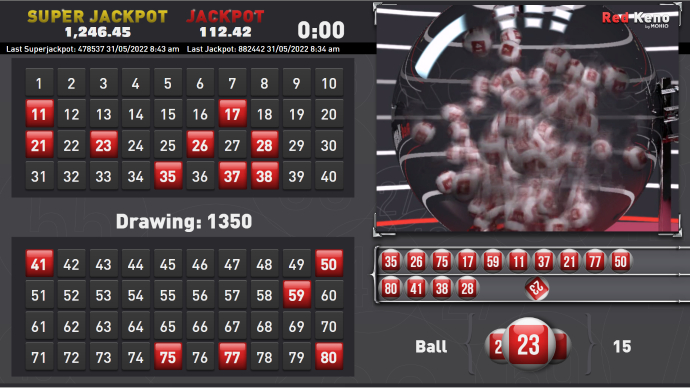 SUPER JACKPOT JACKPOT
1,246.45 112.42 0:00
Last Superjackpot: 478537 31/05/2022 8:43 am Last Jackpot: 882442 31/05/2022 8:34 am
Red Keno
by MOHIO
1 2 3 4 5 6 7 8 9 10
11 12 13 14 15 16 17 18 19 20
21 22 23 24 25 26 27 28 29 30
31 32 33 34 35 36 37 38 39 40
Drawing: 1350
41 42 43 44 45 46 47 48 49 50
51 52 53 54 55 56 57 58 59 60
61 62 63 64 65 66 67 68 69 70
71 72 73 74 75 76 77 78 79 80
35 26 75 17 59 11 37 21 77 50
80 41 38 28 23
Ball 2 23 15